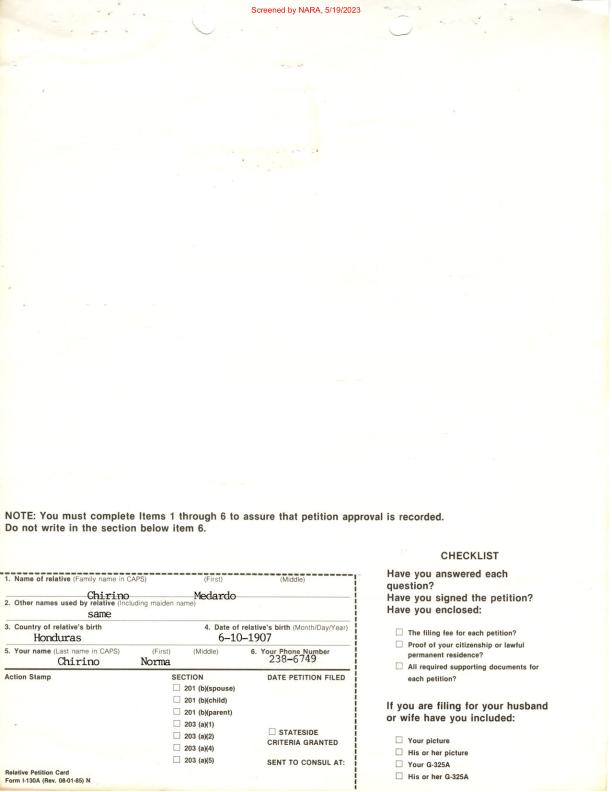 Screened by NARA, 5/19/2023
NOTE: You must complete Items 1 through 6 to assure that petition approval is recorded.
Do not write in the section below item 6.
1. Name of relative (Family name in CAPS) (First) (Middle)
Chirino Medardo
2. Other names used by relative (Including maiden name)
same
3. Country of relative's birth 4. Date of relative's birth (Month/Day/Year)
Honduras 6-10-1907
5. Your name (Last name in CAPS) (First) (Middle) 6. Your Phone Number
Chirino Norma 238-6749
Action Stamp SECTION DATE PETITION FILED
201 (b)(spouse)
201 (b)(child)
201 (b)(parent)
203 (a)(1)
203 (a)(2)
203 (a)(4)
203 (a)(5)
STATESIDE
CRITERIA GRANTED
SENT TO CONSUL AT:
Relative Petition Card
Form I-130A (Rev. 08-01-85) N
CHECKLIST
Have you answered each
question?
Have you signed the petition?
Have you enclosed:
The filing fee for each petition?
Proof of your citizenship or lawful
permanent residence?
All required supporting documents for
each petition?
If you are filing for your husband
or wife have you included:
Your picture
His or her picture
Your G-325A
His or her G-325A